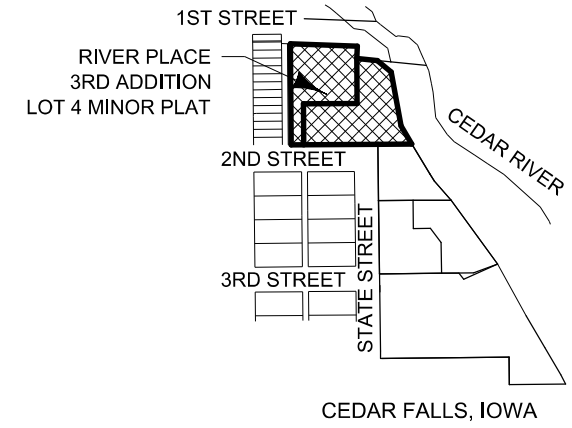 1ST STREET
RIVER PLACE
3RD ADDITION
LOT 4 MINOR PLAT
CEDAR RIVER
2ND STREET
STATE STREET
3RD STREET
CEDAR FALLS, IOWA